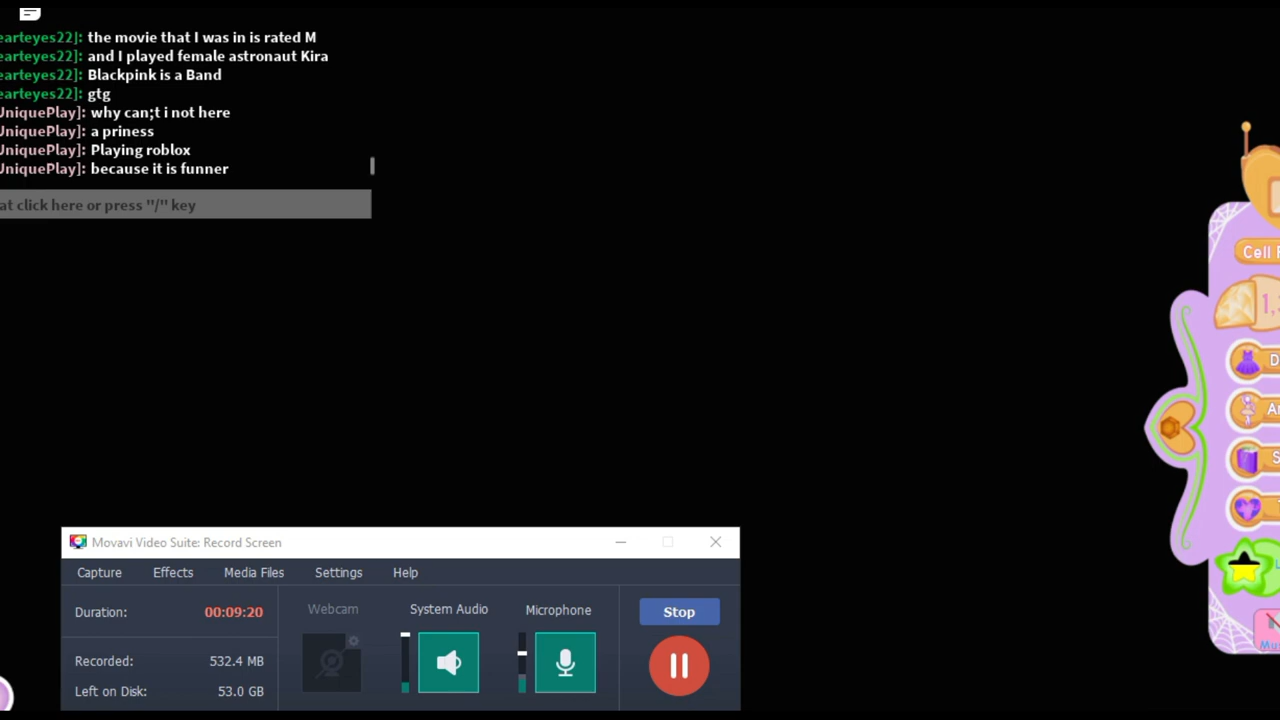 earteyes22]: the movie that I was in is rated M
earteyes22]: and I played female astronaut Kira
earteyes22]: Blackpink is a Band
earteyes22]: gtg
UniquePlay]: why can;t i not here
UniquePlay]: a priness
UniquePlay]: Playing roblox
UniquePlay]: because it is funner
at click here or press "/" key
Cell
1,
D
A
S
Mu
Movavi Video Suite: Record Screen
Capture Effects Media Files Settings Help
Duration: 00:09:20
Webcam System Audio Microphone
Stop
Recorded: 532.4 MB
Left on Disk: 53.0 GB